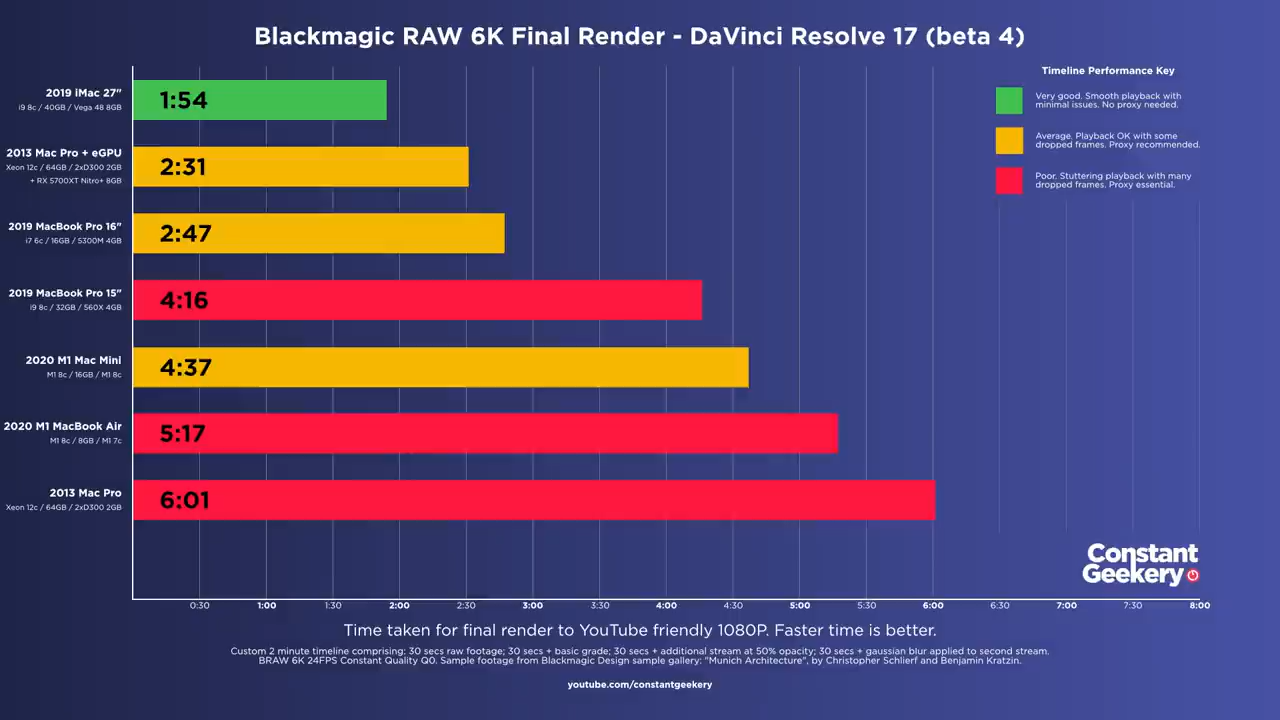 Blackmagic RAW 6K Final Render - DaVinci Resolve 17 (beta 4)
Timeline Performance Key
Very good. Smooth playback with
minimal issues. No proxy needed.
Average. Playback OK with some
dropped frames. Proxy recommended.
Poor. Stuttering playback with many
dropped frames. Proxy essential.
2019 iMac 27"
i9 8c / 40GB / Vega 48 8GB
1:54
2013 Mac Pro + eGPU
Xeon 12c / 64GB / 2xD300 2GB
+ RX 5700XT Nitro+ 8GB
2:31
2019 MacBook Pro 16"
i7 6c / 16GB / 5300M 4GB
2:47
2019 MacBook Pro 15"
i9 8c / 32GB / 560X 4GB
4:16
2020 M1 Mac Mini
M1 8c / 16GB / M1 8c
4:37
2020 M1 MacBook Air
M1 8c / 8GB / M1 7c
5:17
2013 Mac Pro
Xeon 12c / 64GB / 2xD300 2GB
6:01
Constant
Geekery
0:30 1:00 1:30 2:00 2:30 3:00 3:30 4:00 4:30 5:00 5:30 6:00 6:30 7:00 7:30 8:00
Time taken for final render to YouTube friendly 1080P. Faster time is better.
Custom 2 minute timeline comprising: 30 secs raw footage; 30 secs + basic grade; 30 secs + additional stream at 50% opacity; 30 secs + gaussian blur applied to second stream.
BRAW 6K 24FPS Constant Quality Q0. Sample footage from Blackmagic Design sample gallery: "Munich Architecture", by Christopher Schlierf and Benjamin Kratzin.
youtube.com/constantgeekery